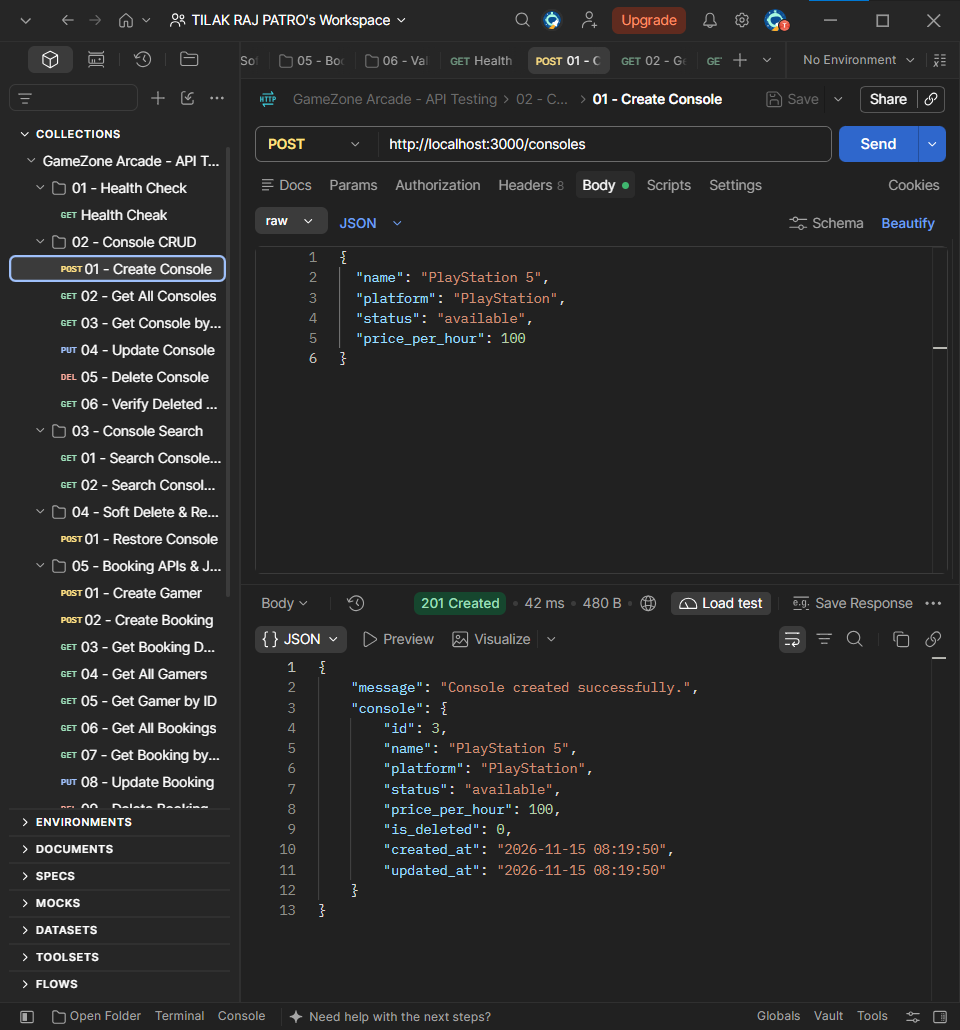 TILAK RAJ PATRO's Workspace
Upgrade
T
Sof
05 - Boo
06 - Val
GET Health
POST 01 - C
GET 02 - Ge
GET
No Environment
HTTP
GameZone Arcade - API Testing > 02 - C... > 01 - Create Console
Save
Share
COLLECTIONS
GameZone Arcade - API T...
01 - Health Check
GET Health Cheak
02 - Console CRUD
POST 01 - Create Console
GET 02 - Get All Consoles
GET 03 - Get Console by...
PUT 04 - Update Console
DEL 05 - Delete Console
GET 06 - Verify Deleted ...
03 - Console Search
GET 01 - Search Console...
GET 02 - Search Consol...
04 - Soft Delete & Re...
POST 01 - Restore Console
05 - Booking APIs & J...
POST 01 - Create Gamer
POST 02 - Create Booking
GET 03 - Get Booking D...
GET 04 - Get All Gamers
GET 05 - Get Gamer by ID
GET 06 - Get All Bookings
GET 07 - Get Booking by...
PUT 08 - Update Booking
DEL 09 - Delete Booking
ENVIRONMENTS
DOCUMENTS
SPECS
MOCKS
DATASETS
TOOLSETS
FLOWS
POST
http://localhost:3000/consoles
Send
Docs Params Authorization Headers 8 Body Scripts Settings Cookies
raw JSON Schema Beautify
1 {
2 "name": "PlayStation 5",
3 "platform": "PlayStation",
4 "status": "available",
5 "price_per_hour": 100
6 }
Body 201 Created • 42 ms • 480 B • Load test e.g. Save Response
{} JSON Preview Visualize
1 {
2 "message": "Console created successfully.",
3 "console": {
4 "id": 3,
5 "name": "PlayStation 5",
6 "platform": "PlayStation",
7 "status": "available",
8 "price_per_hour": 100,
9 "is_deleted": 0,
10 "created_at": "2026-11-15 08:19:50",
11 "updated_at": "2026-11-15 08:19:50"
12 }
13 }
Open Folder Terminal Console Need help with the next steps? Globals Vault Tools